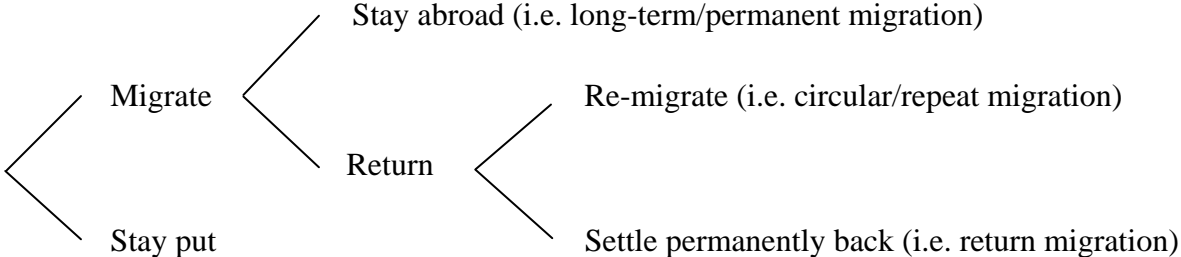 Stay abroad (i.e. long-term/permanent migration)
Migrate
Re-migrate (i.e. circular/repeat migration)
Return
Stay put
Settle permanently back (i.e. return migration)